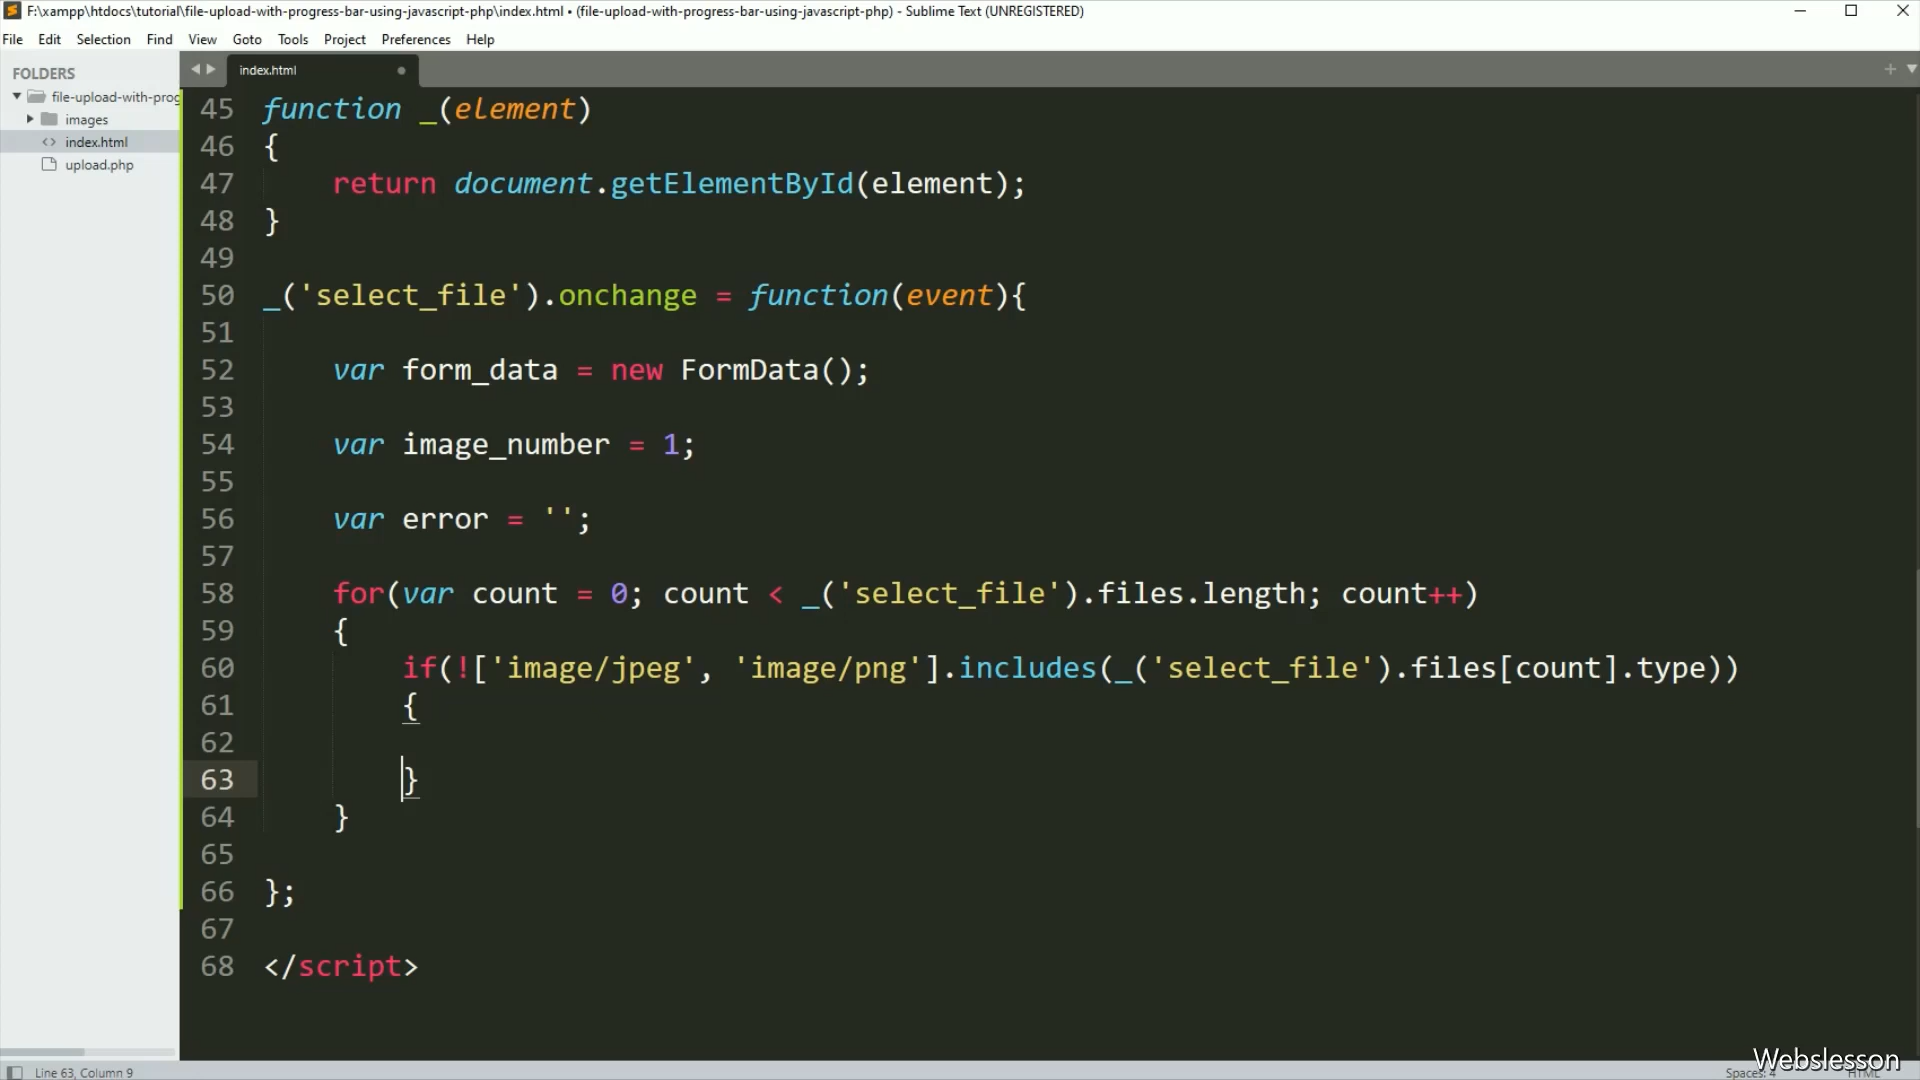 F:\xampp\htdocs\tutorial\file-upload-with-progress-bar-using-javascript-php\index.html • (file-upload-with-progress-bar-using-javascript-php) - Sublime Text (UNREGISTERED)
File Edit Selection Find View Goto Tools Project Preferences Help
FOLDERS
file-upload-with-prog
images
index.html
upload.php
index.html
45 function _(element)
46 {
47 return document.getElementById(element);
48 }
49
50 _('select_file').onchange = function(event){
51
52 var form_data = new FormData();
53
54 var image_number = 1;
55
56 var error = '';
57
58 for(var count = 0; count < _('select_file').files.length; count++)
59 {
60 if(!['image/jpeg', 'image/png'].includes(_('select_file').files[count].type))
61 {
62
63 }
64 }
65
66 };
67
68 </script>
Line 63, Column 9
Spaces: 4
HTML
Webslesson